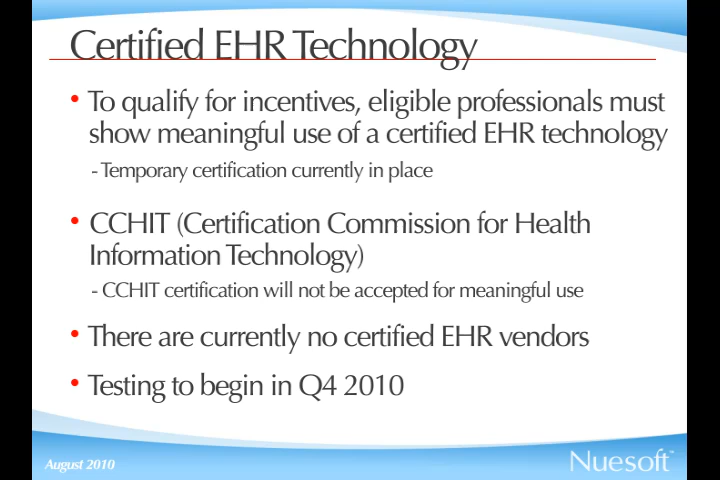 Certified EHR Technology
• To qualify for incentives, eligible professionals must
show meaningful use of a certified EHR technology
- Temporary certification currently in place
• CCHIT (Certification Commission for Health
Information Technology)
- CCHIT certification will not be accepted for meaningful use
• There are currently no certified EHR vendors
• Testing to begin in Q4 2010
August 2010
Nuesoft™